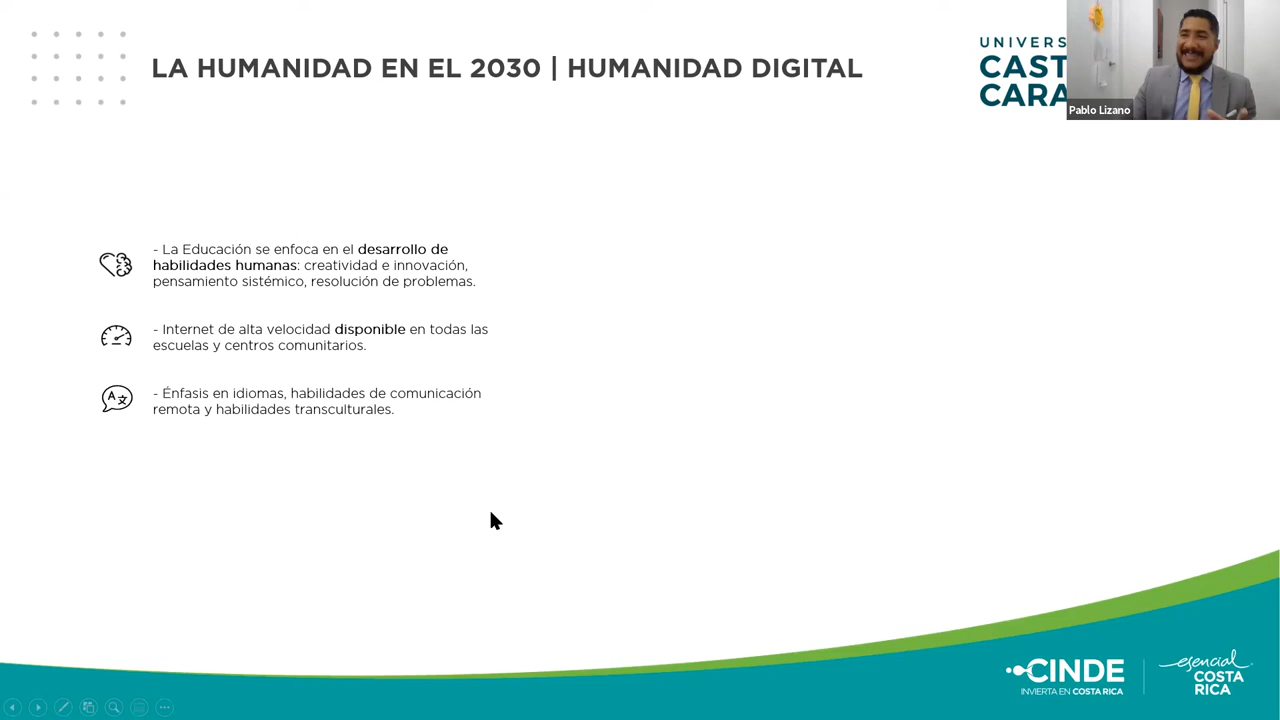 LA HUMANIDAD EN EL 2030 | HUMANIDAD DIGITAL
UNIVERS
CAST
CARA
Pablo Lizano
- La Educación se enfoca en el desarrollo de
habilidades humanas: creatividad e innovación,
pensamiento sistémico, resolución de problemas.
- Internet de alta velocidad disponible en todas las
escuelas y centros comunitarios.
A文
- Énfasis en idiomas, habilidades de comunicación
remota y habilidades transculturales.
CINDE
INVIERTA EN COSTA RICA
esencial
COSTA
RICA